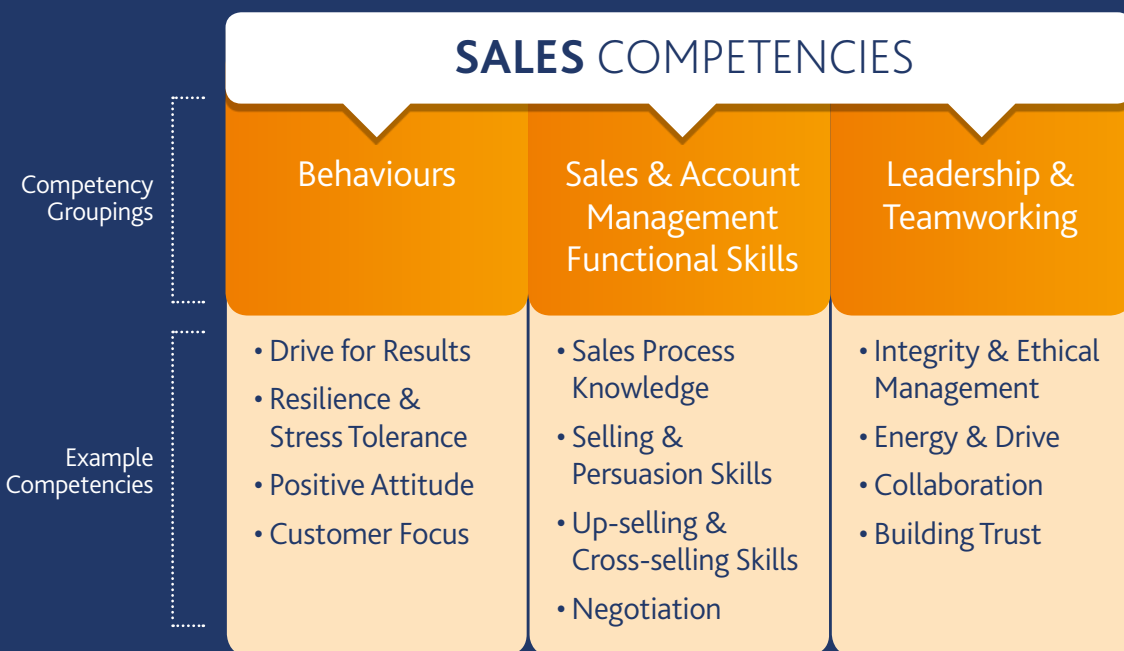 SALES COMPETENCIES
Competency
Groupings
Behaviours
Sales & Account
Management
Functional Skills
Leadership &
Teamworking
Example
Competencies
• Drive for Results
• Resilience &
Stress Tolerance
• Positive Attitude
• Customer Focus
• Sales Process
Knowledge
• Selling &
Persuasion Skills
• Up-selling &
Cross-selling Skills
• Negotiation
• Integrity & Ethical
Management
• Energy & Drive
• Collaboration
• Building Trust